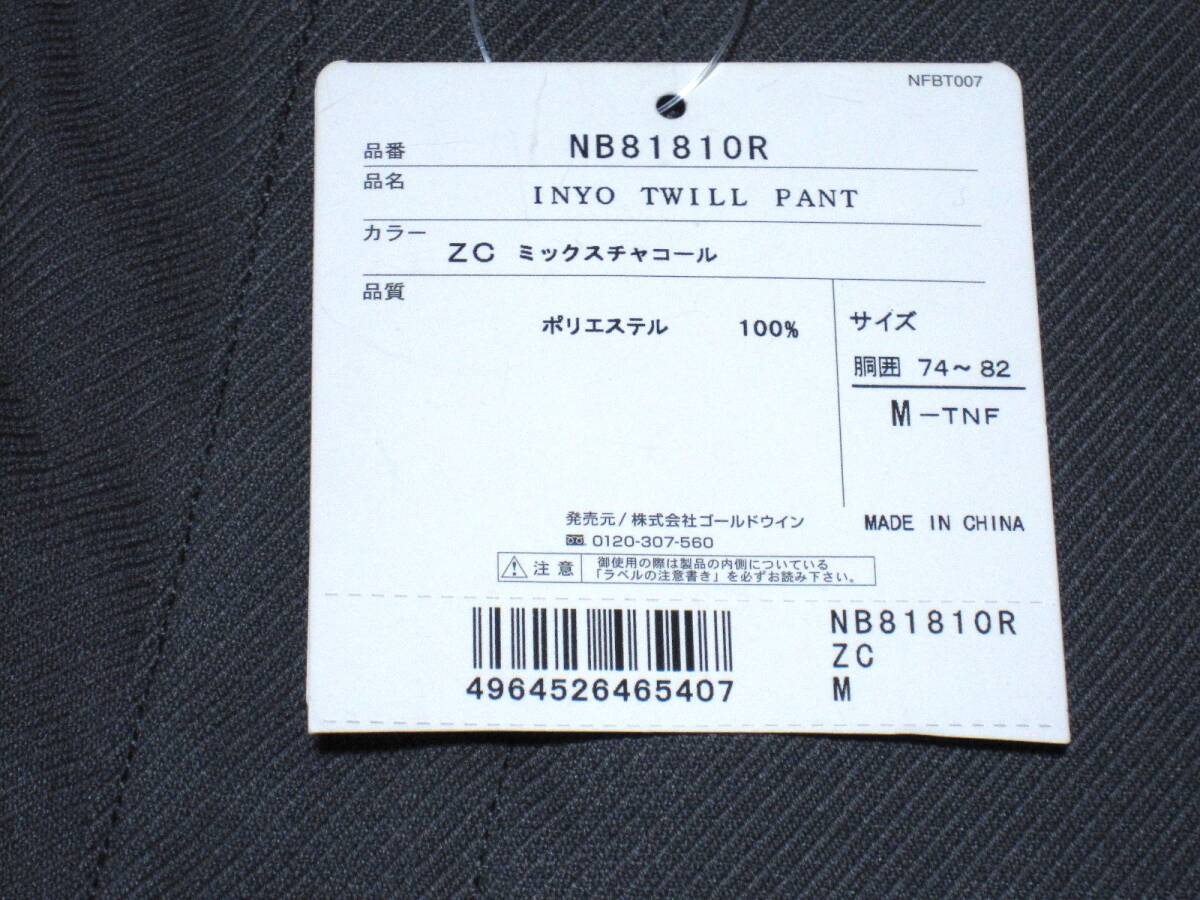 NFBT007
品番 NB81810R
品名 INYO TWILL PANT
カラー ZC ミックスチャコール
品質
ポリエステル 100%
サイズ
胴囲 74~82
M-TNF
発売元/株式会社ゴールドウイン
0120-307-560
MADE IN CHINA
注意
御使用の際は製品の内側についている
「ラベルの注意書き」を必ずお読み下さい。
4964526465407
NB81810R
ZC
M